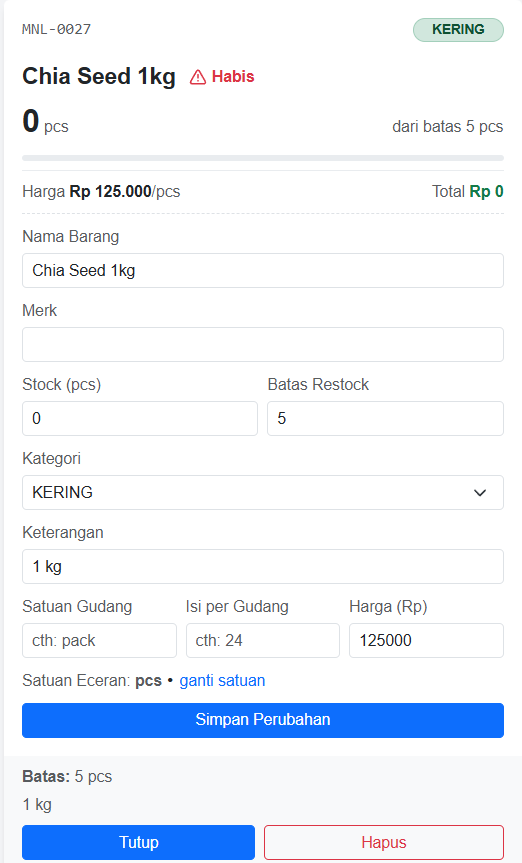 MNL-0027 KERING
Chia Seed 1kg Habis
0 pcs dari batas 5 pcs
Harga Rp 125.000/pcs Total Rp 0
Nama Barang
Chia Seed 1kg
Merk
Stock (pcs) Batas Restock
0 5
Kategori
KERING
Keterangan
1 kg
Satuan Gudang Isi per Gudang Harga (Rp)
cth: pack cth: 24 125000
Satuan Eceran: pcs • ganti satuan
Simpan Perubahan
Batas: 5 pcs
1 kg
Tutup Hapus